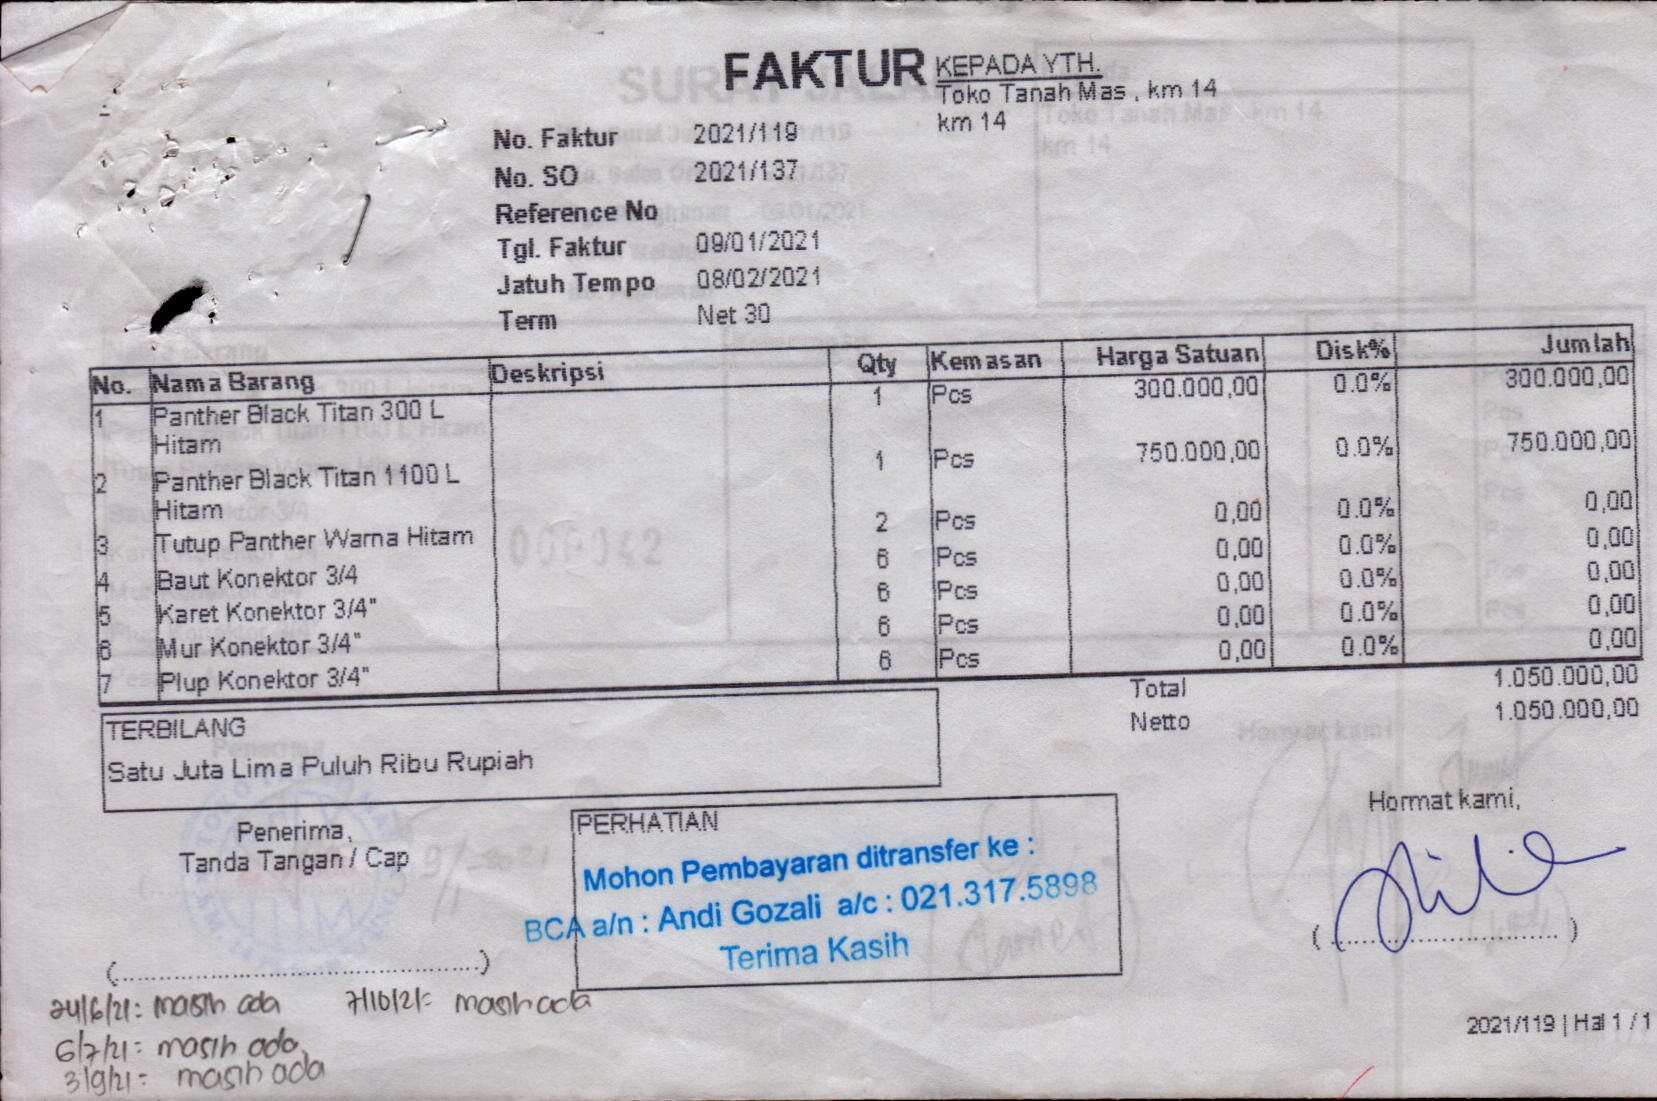 FAKTUR
KEPADA YTH.
Toko Tanah Mas , km 14
km 14
No. Faktur 2021/119
No. SO 2021/137
Reference No
Tgl. Faktur 09/01/2021
Jatuh Tempo 08/02/2021
Term Net 30
No. Nama Barang Deskripsi Qty Kemasan Harga Satuan Disk% Jumlah
1 Panther Black Titan 300 L 1 Pcs 300.000,00 0.0% 300.000,00
Hitam
2 Panther Black Titan 1100 L 1 Pcs 750.000,00 0.0% 750.000,00
Hitam
3 Tutup Panther Warna Hitam 2 Pcs 0,00 0.0% 0,00
4 Baut Konektor 3/4 6 Pcs 0,00 0.0% 0,00
5 Karet Konektor 3/4" 6 Pcs 0,00 0.0% 0,00
6 Mur Konektor 3/4" 6 Pcs 0,00 0.0% 0,00
7 Plup Konektor 3/4" 6 Pcs 0,00 0.0% 0,00
Total 1.050.000,00
Netto 1.050.000,00
TERBILANG
Satu Juta Lima Puluh Ribu Rupiah
Penerima,
Tanda Tangan / Cap
(................................................)
PERHATIAN
Mohon Pembayaran ditransfer ke :
BCA a/n : Andi Gozali a/c : 021.317.5898
Terima Kasih
Hormat kami,
(..............................)
24/6/21: masih ada 7/10/21: masih ada
6/7/21: masih ada
3/9/21: masih ada
2021/119 | Hal 1 / 1